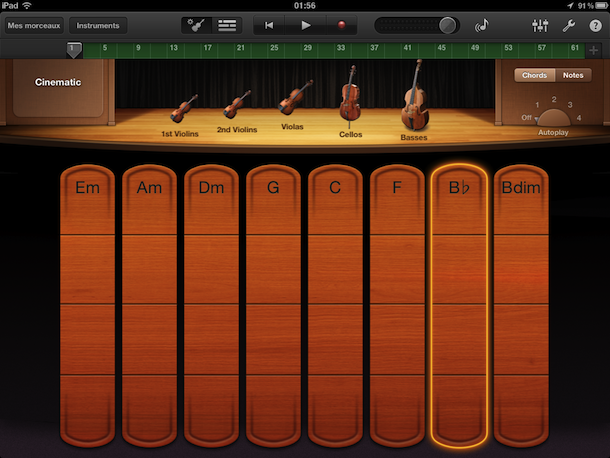 iPad 01:56 91 %
Mes morceaux Instruments
1 5 9 13 17 21 25 29 33 37 41 45 49 53 57 61
Cinematic
1st Violins 2nd Violins Violas Cellos Basses
Chords Notes
Off 1 2 3 4
Autoplay
Em Am Dm G C F B♭ Bdim